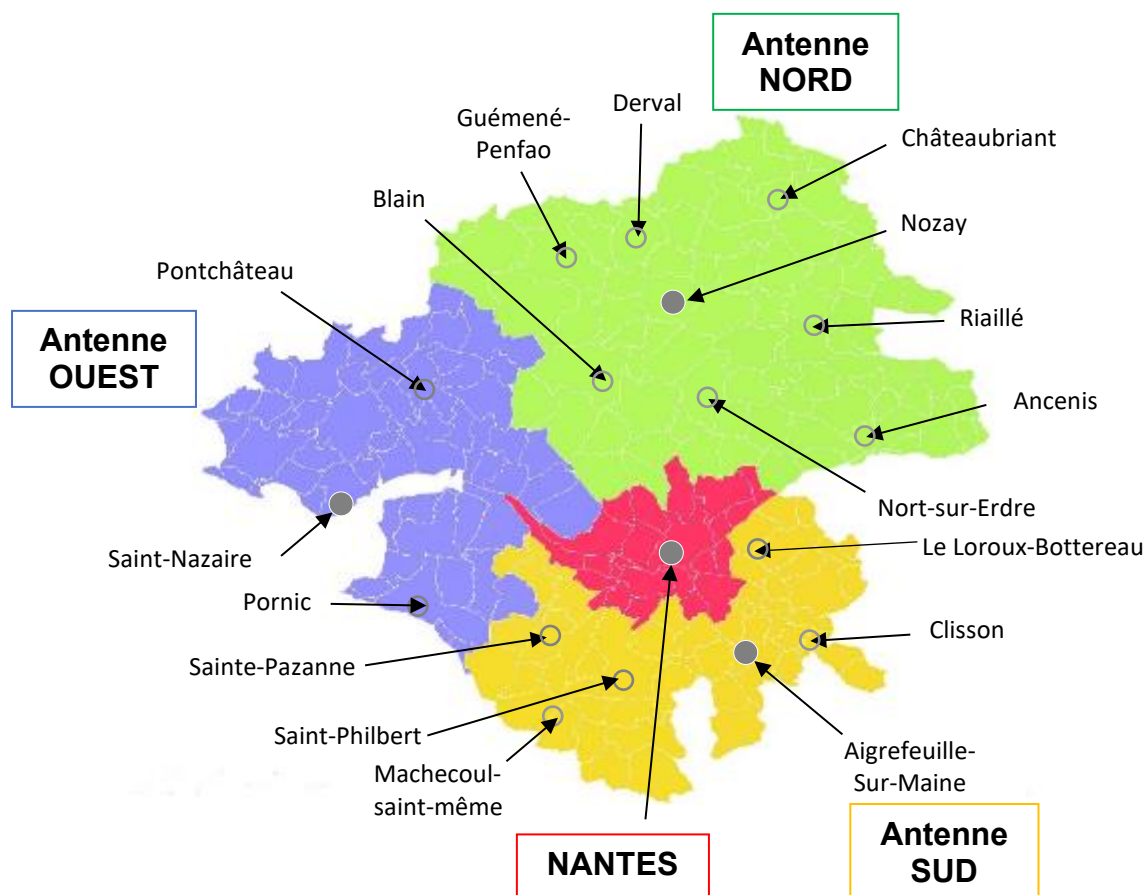 Antenne
NORD
Derval
Guémené-
Penfao
Châteaubriant
Blain
Nozay
Pontchâteau
Antenne
OUEST
Riaillé
Ancenis
Nort-sur-Erdre
Le Loroux-Bottereau
Saint-Nazaire
Pornic
Clisson
Sainte-Pazanne
Saint-Philbert
Machecoul-
saint-même
Aigrefeuille-
Sur-Maine
NANTES
Antenne
SUD